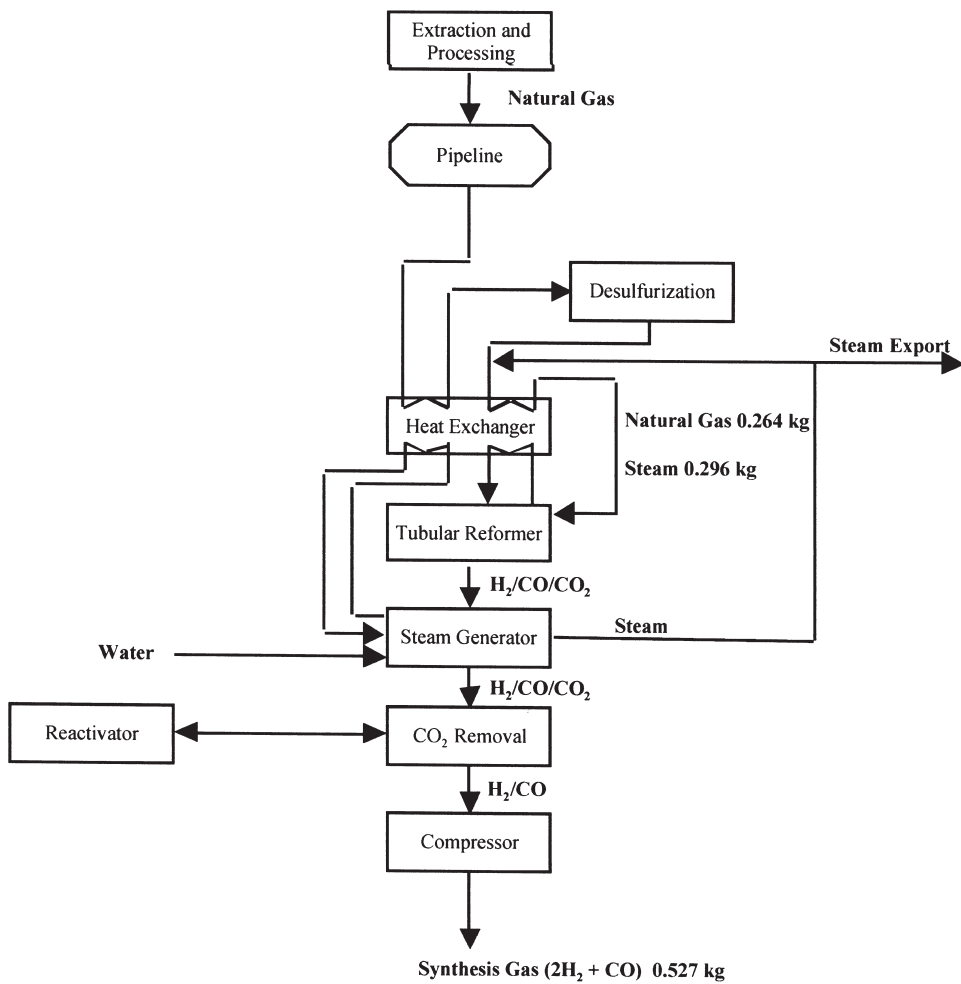 Extraction and
Processing
Natural Gas
Pipeline
Desulfurization
Steam Export
Heat Exchanger
Natural Gas 0.264 kg
Steam 0.296 kg
Tubular Reformer
H₂/CO/CO₂
Steam Generator
Steam
Water
H₂/CO/CO₂
Reactivator
CO₂ Removal
H₂/CO
Compressor
Synthesis Gas (2H₂ + CO) 0.527 kg